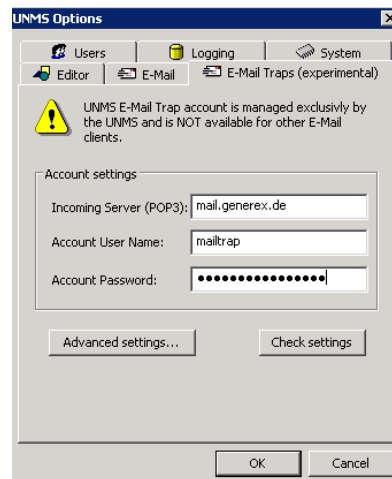 UNMS Options
Users
Logging
System
Editor
E-Mail
E-Mail Traps (experimental)
UNMS E-Mail Trap account is managed exclusivly by
the UNMS and is NOT available for other E-Mail
clients.
Account settings
Incoming Server (POP3): mail.generex.de
Account User Name: mailtrap
Account Password: ●●●●●●●●●●●●●●●●
Advanced settings...
Check settings
OK
Cancel